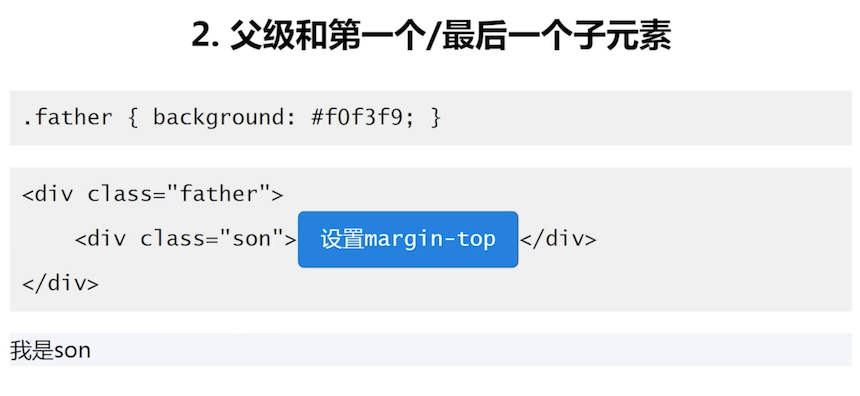 2. 父级和第一个/最后一个子元素
.father { background: #f0f3f9; }
<div class="father">
<div class="son">设置margin-top</div>
</div>
我是son